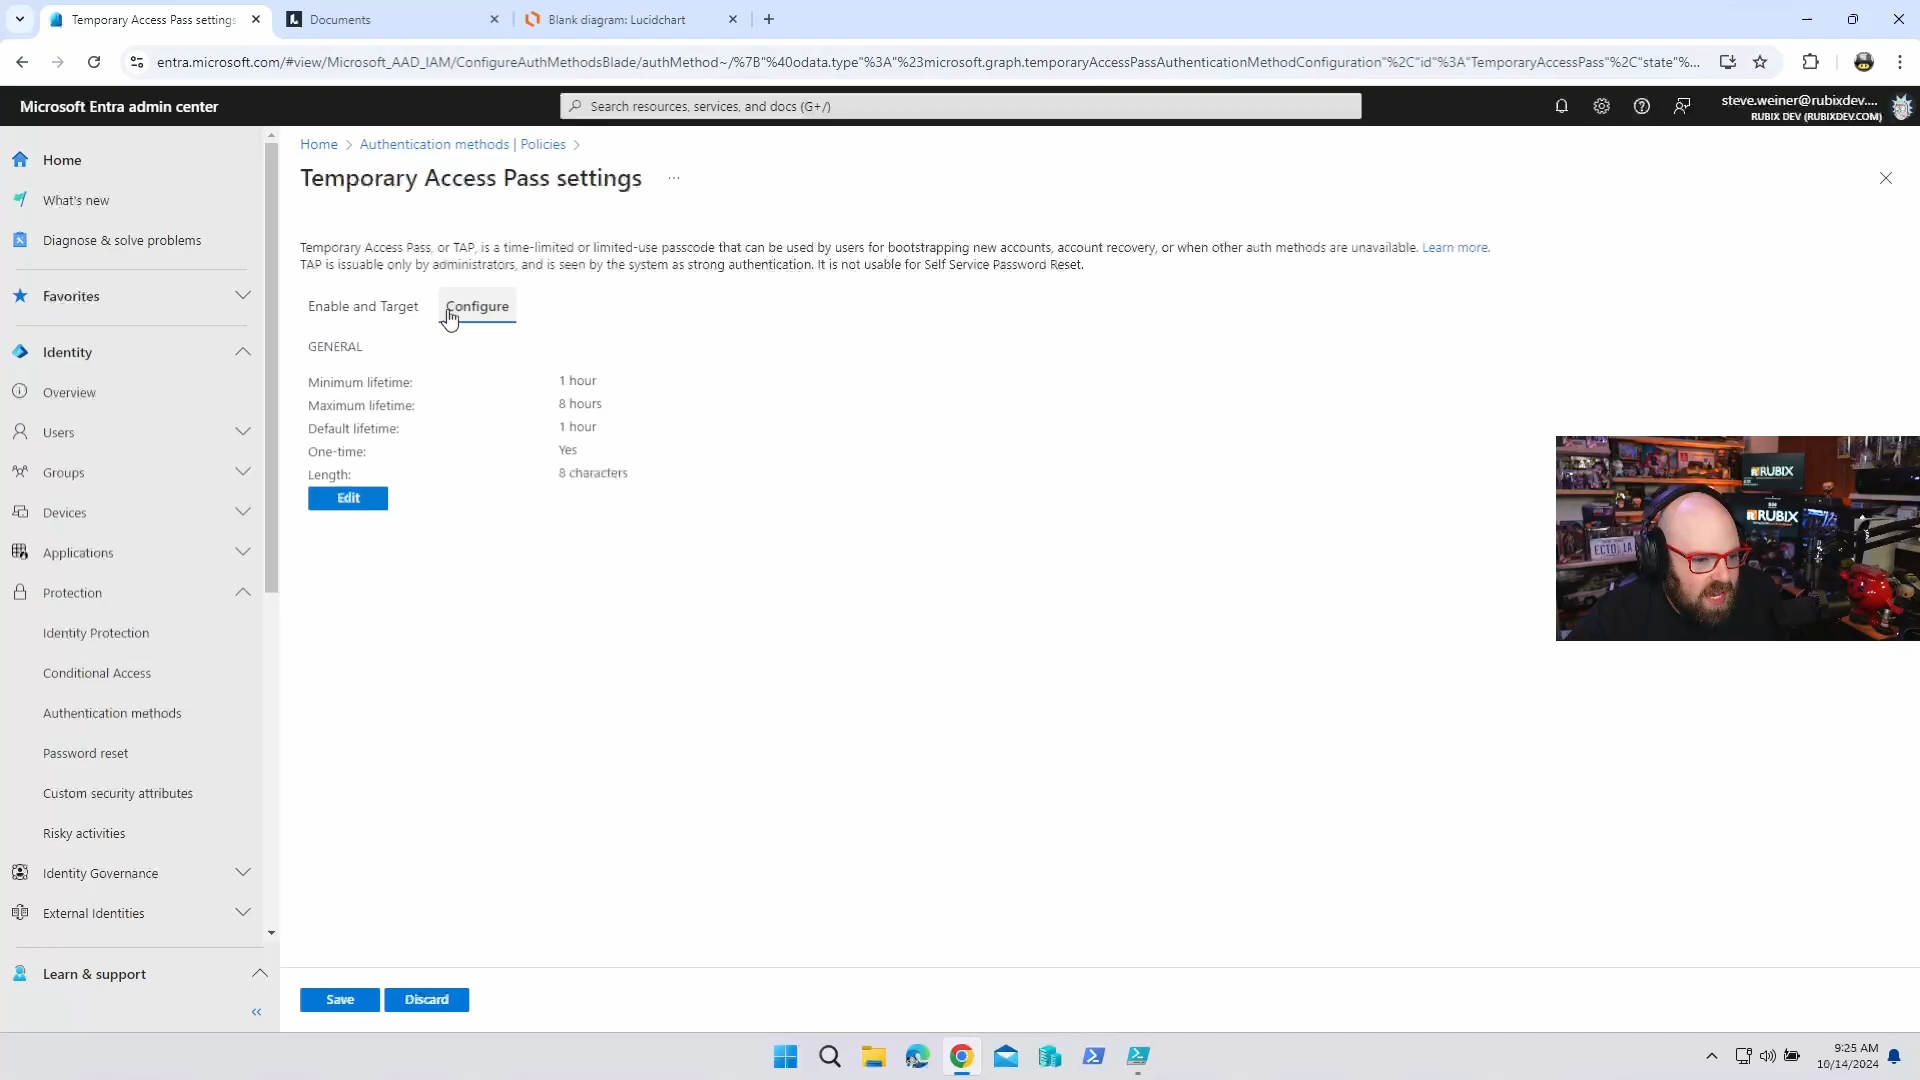 Temporary Access Pass settings
Documents
Blank diagram: Lucidchart
entra.microsoft.com/#view/Microsoft_AAD_IAM/ConfigureAuthMethodsBlade/authMethod~/%7B"%40odata.type"%3A"%23microsoft.graph.temporaryAccessPassAuthenticationMethodConfiguration"%2C"id"%3A"TemporaryAccessPass"%2C"state"%...
Microsoft Entra admin center
Search resources, services, and docs (G+/)
steve.weiner@rubixdev....
RUBIX DEV (RUBIXDEV.COM)
Home
What's new
Diagnose & solve problems
Favorites
Identity
Overview
Users
Groups
Devices
Applications
Protection
Identity Protection
Conditional Access
Authentication methods
Password reset
Custom security attributes
Risky activities
Identity Governance
External Identities
Learn & support
Home > Authentication methods | Policies >
Temporary Access Pass settings ...
Temporary Access Pass, or TAP, is a time-limited or limited-use passcode that can be used by users for bootstrapping new accounts, account recovery, or when other auth methods are unavailable. Learn more.
TAP is issuable only by administrators, and is seen by the system as strong authentication. It is not usable for Self Service Password Reset.
Enable and Target Configure
GENERAL
Minimum lifetime: 1 hour
Maximum lifetime: 8 hours
Default lifetime: 1 hour
One-time: Yes
Length: 8 characters
Edit
RUBIX
RUBIX
ECTO-1A
Save Discard
9:25 AM
10/14/2024